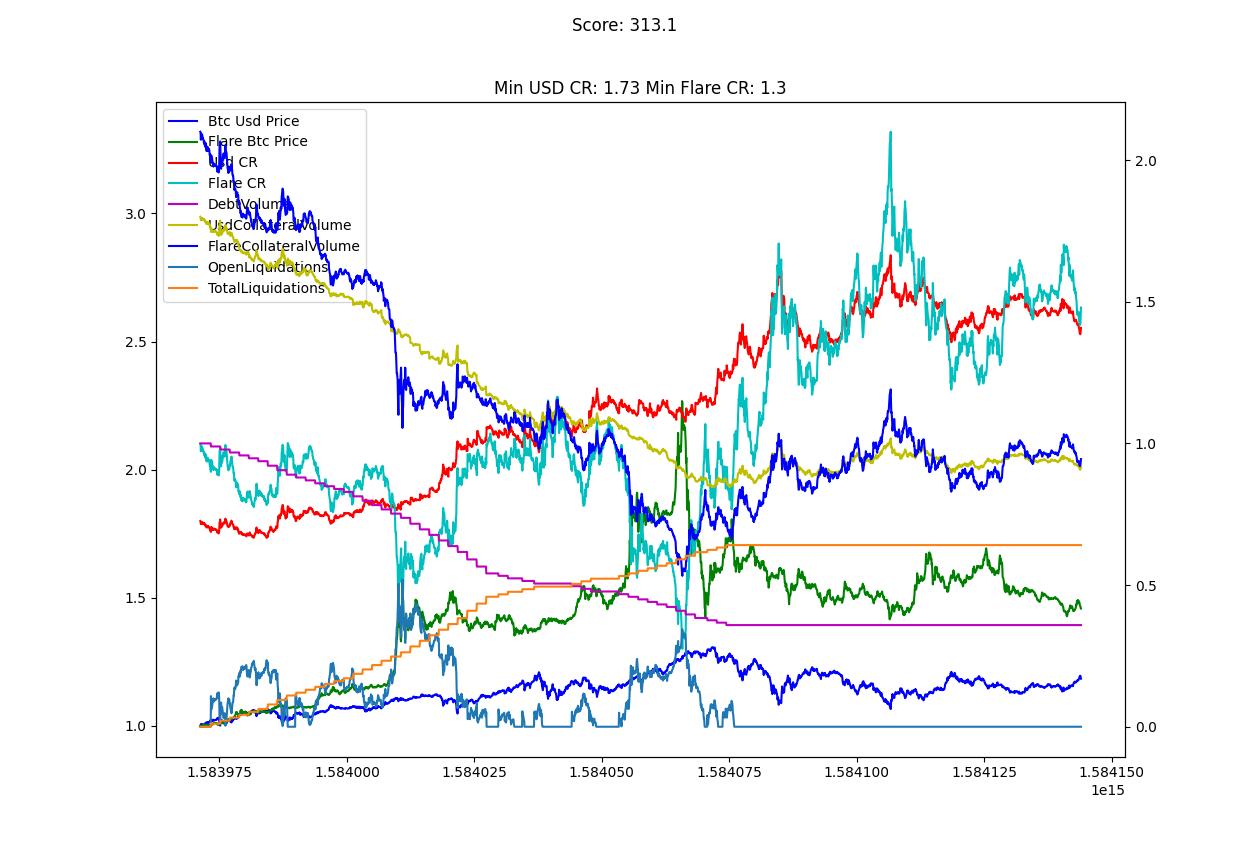 Score: 313.1
Min USD CR: 1.73 Min Flare CR: 1.3
Btc Usd Price
Flare Btc Price
Usd CR
Flare CR
DebtVolume
UsdCollateralVolume
FlareCollateralVolume
OpenLiquidations
TotalLiquidations
3.0
2.5
2.0
1.5
1.0
2.0
1.5
1.0
0.5
0.0
1.583975 1.584000 1.584025 1.584050 1.584075 1.584100 1.584125 1.584150
1e15